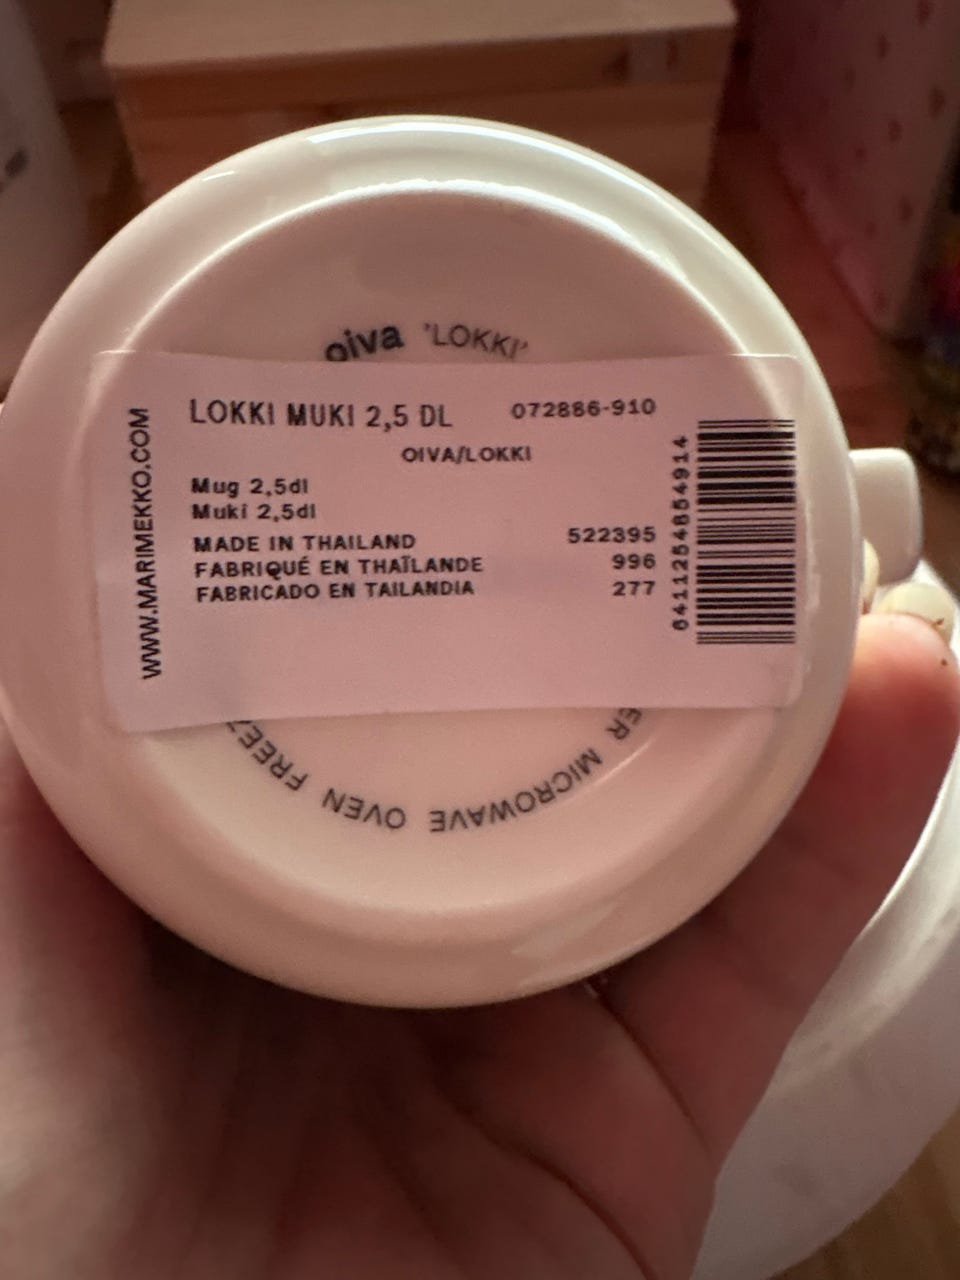 oiva 'LOKKI'
LOKKI MUKI 2,5 DL 072886-910
OIVA/LOKKI
Mug 2,5dl
Muki 2,5dl
MADE IN THAILAND 522395
FABRIQUÉ EN THAÏLANDE 996
FABRICADO EN TAILANDIA 277
WWW.MARIMEKKO.COM
6411254854914
MICROWAVE OVEN